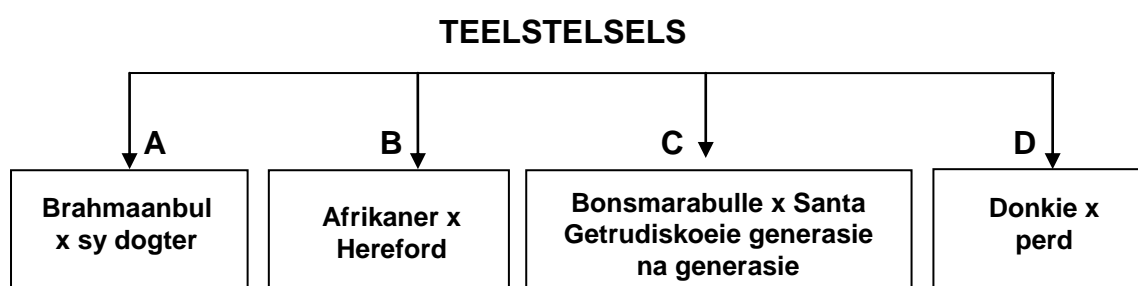 TEELSTELSELS
A
B
C
D
Brahmaanbul
x sy dogter
Afrikaner x
Hereford
Bonsmarabulle x Santa
Getrudiskoeie generasie
na generasie
Donkie x
perd